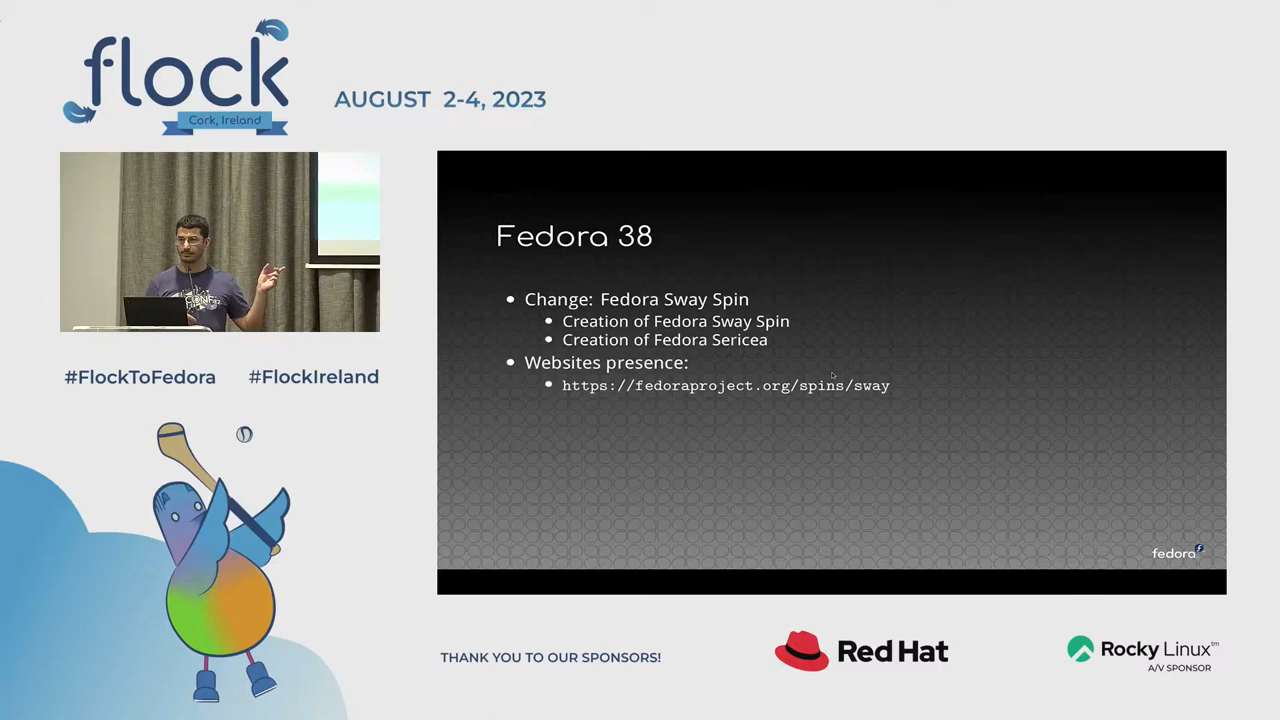 flock
Cork, Ireland
AUGUST 2-4, 2023
#FlockToFedora #FlockIreland
Fedora 38
• Change: Fedora Sway Spin
• Creation of Fedora Sway Spin
• Creation of Fedora Sericea
• Websites presence:
• https://fedoraproject.org/spins/sway
fedora
THANK YOU TO OUR SPONSORS!
Red Hat
Rocky Linux™
A/V SPONSOR